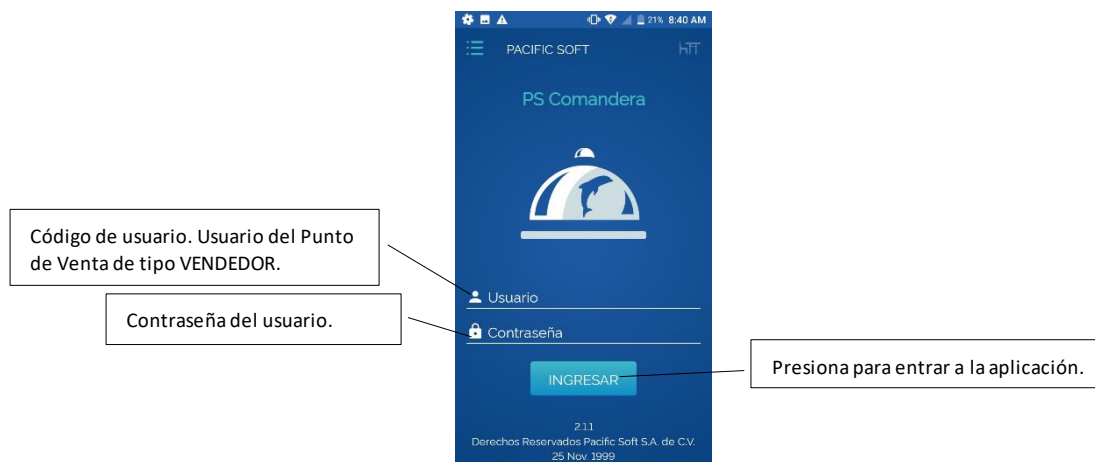 21% 8:40 AM
PACIFIC SOFT
PS Comandera
Código de usuario. Usuario del Punto
de Venta de tipo VENDEDOR.
Usuario
Contraseña del usuario.
Contraseña
INGRESAR
Presiona para entrar a la aplicación.
2.1.1
Derechos Reservados Pacific Soft S.A. de C.V.
25 Nov. 1999